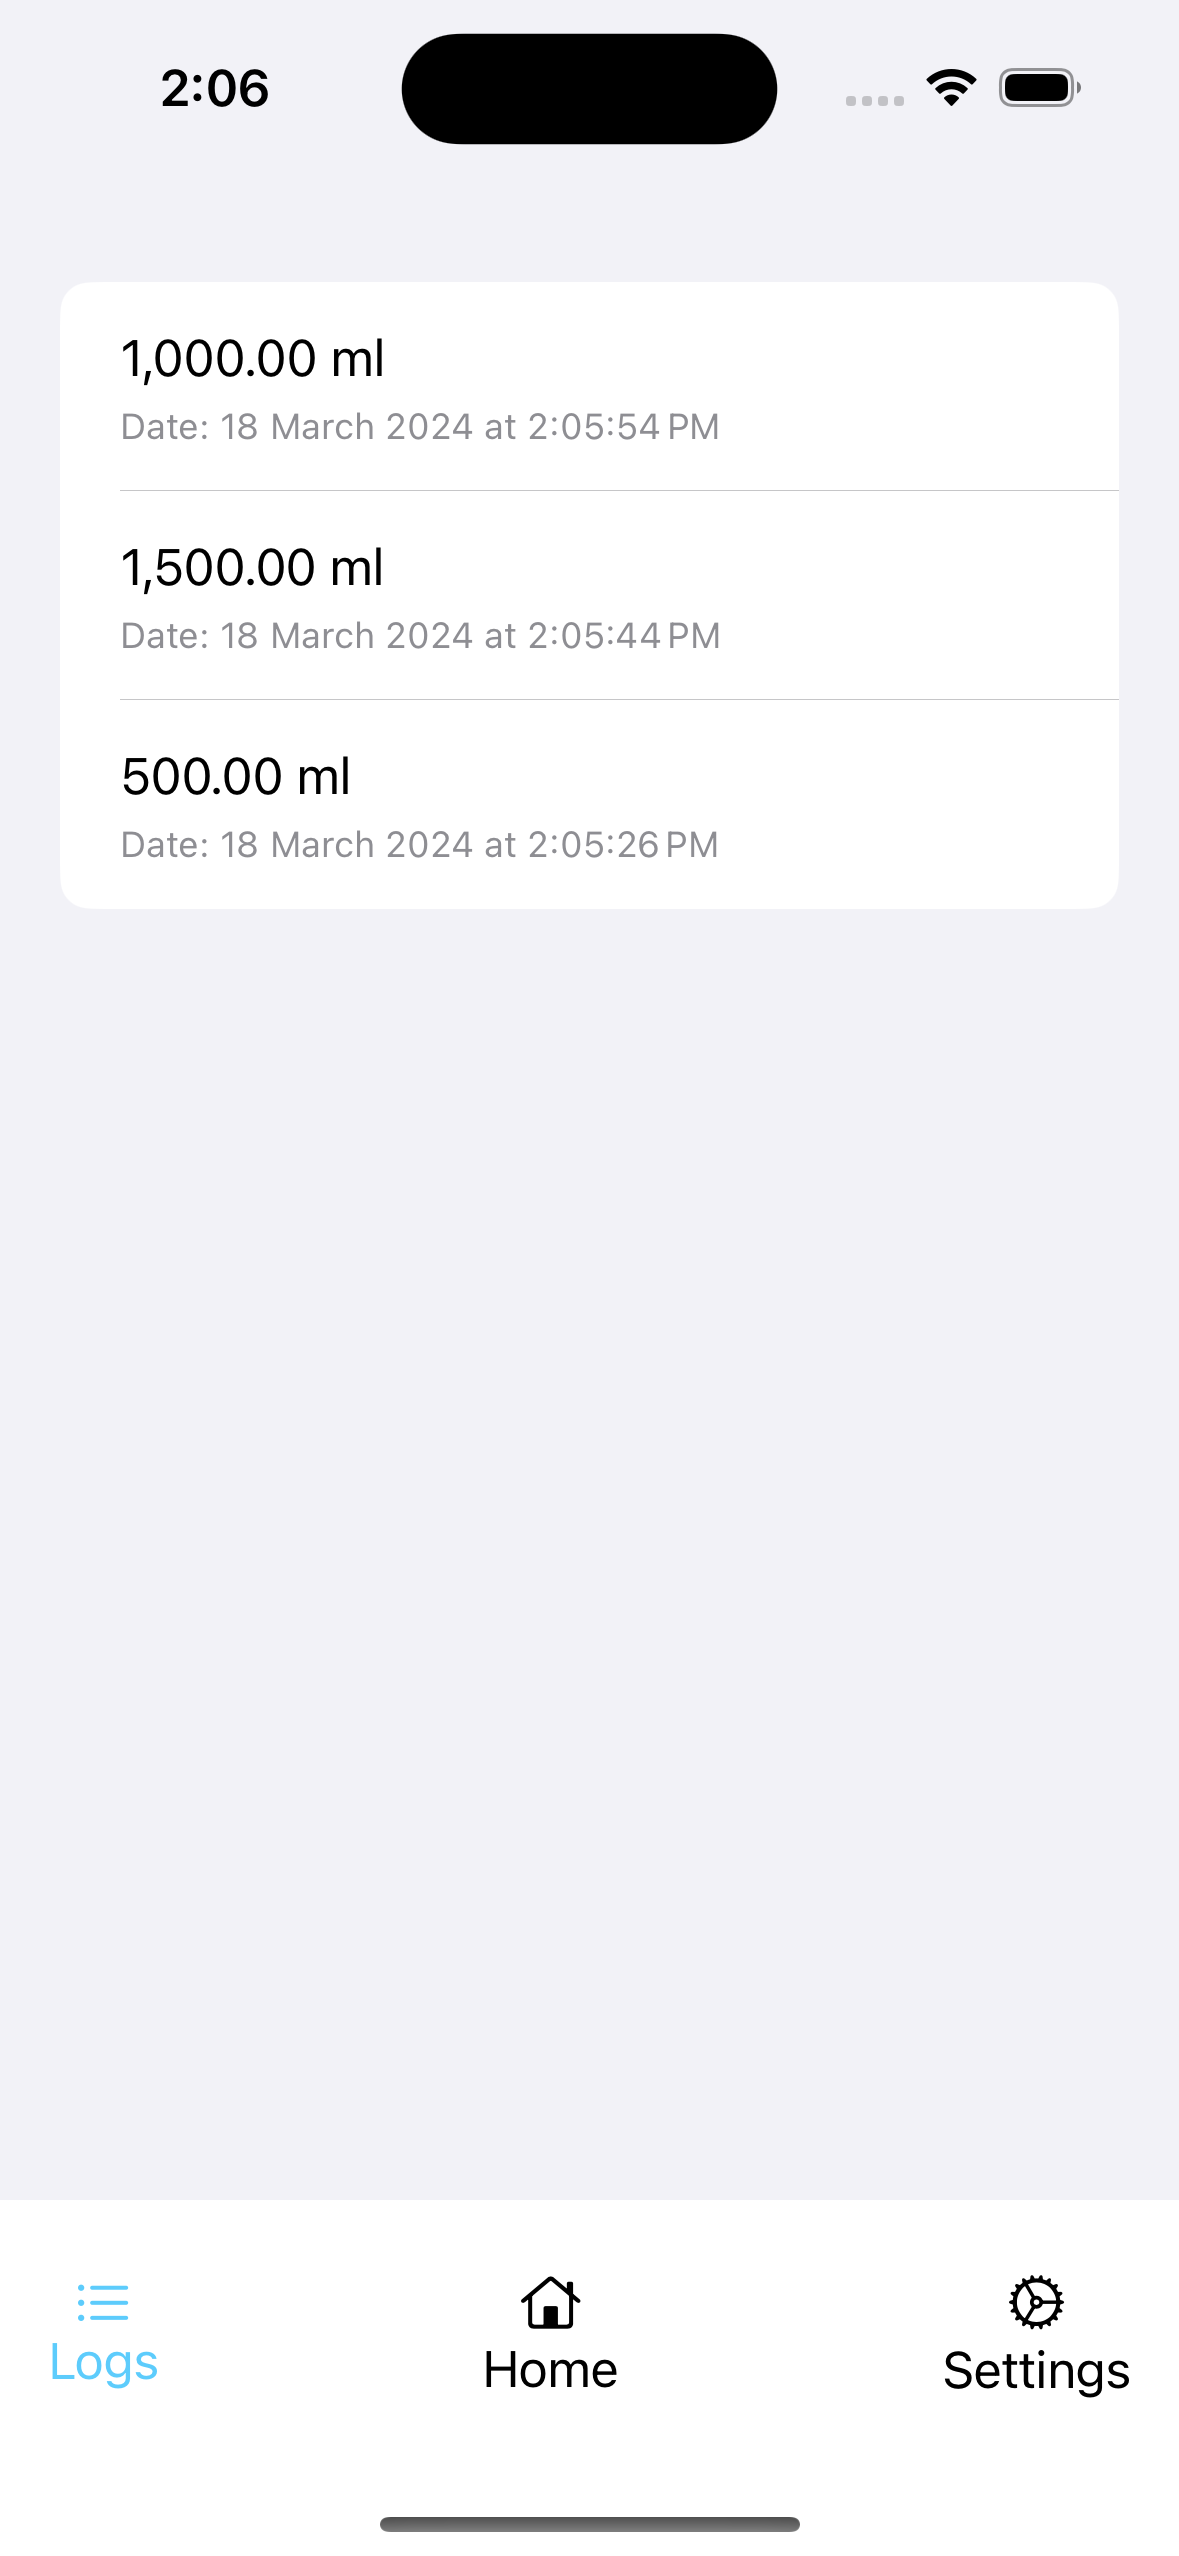 2:06
1,000.00 ml
Date: 18 March 2024 at 2:05:54 PM
1,500.00 ml
Date: 18 March 2024 at 2:05:44 PM
500.00 ml
Date: 18 March 2024 at 2:05:26 PM
Logs
Home
Settings